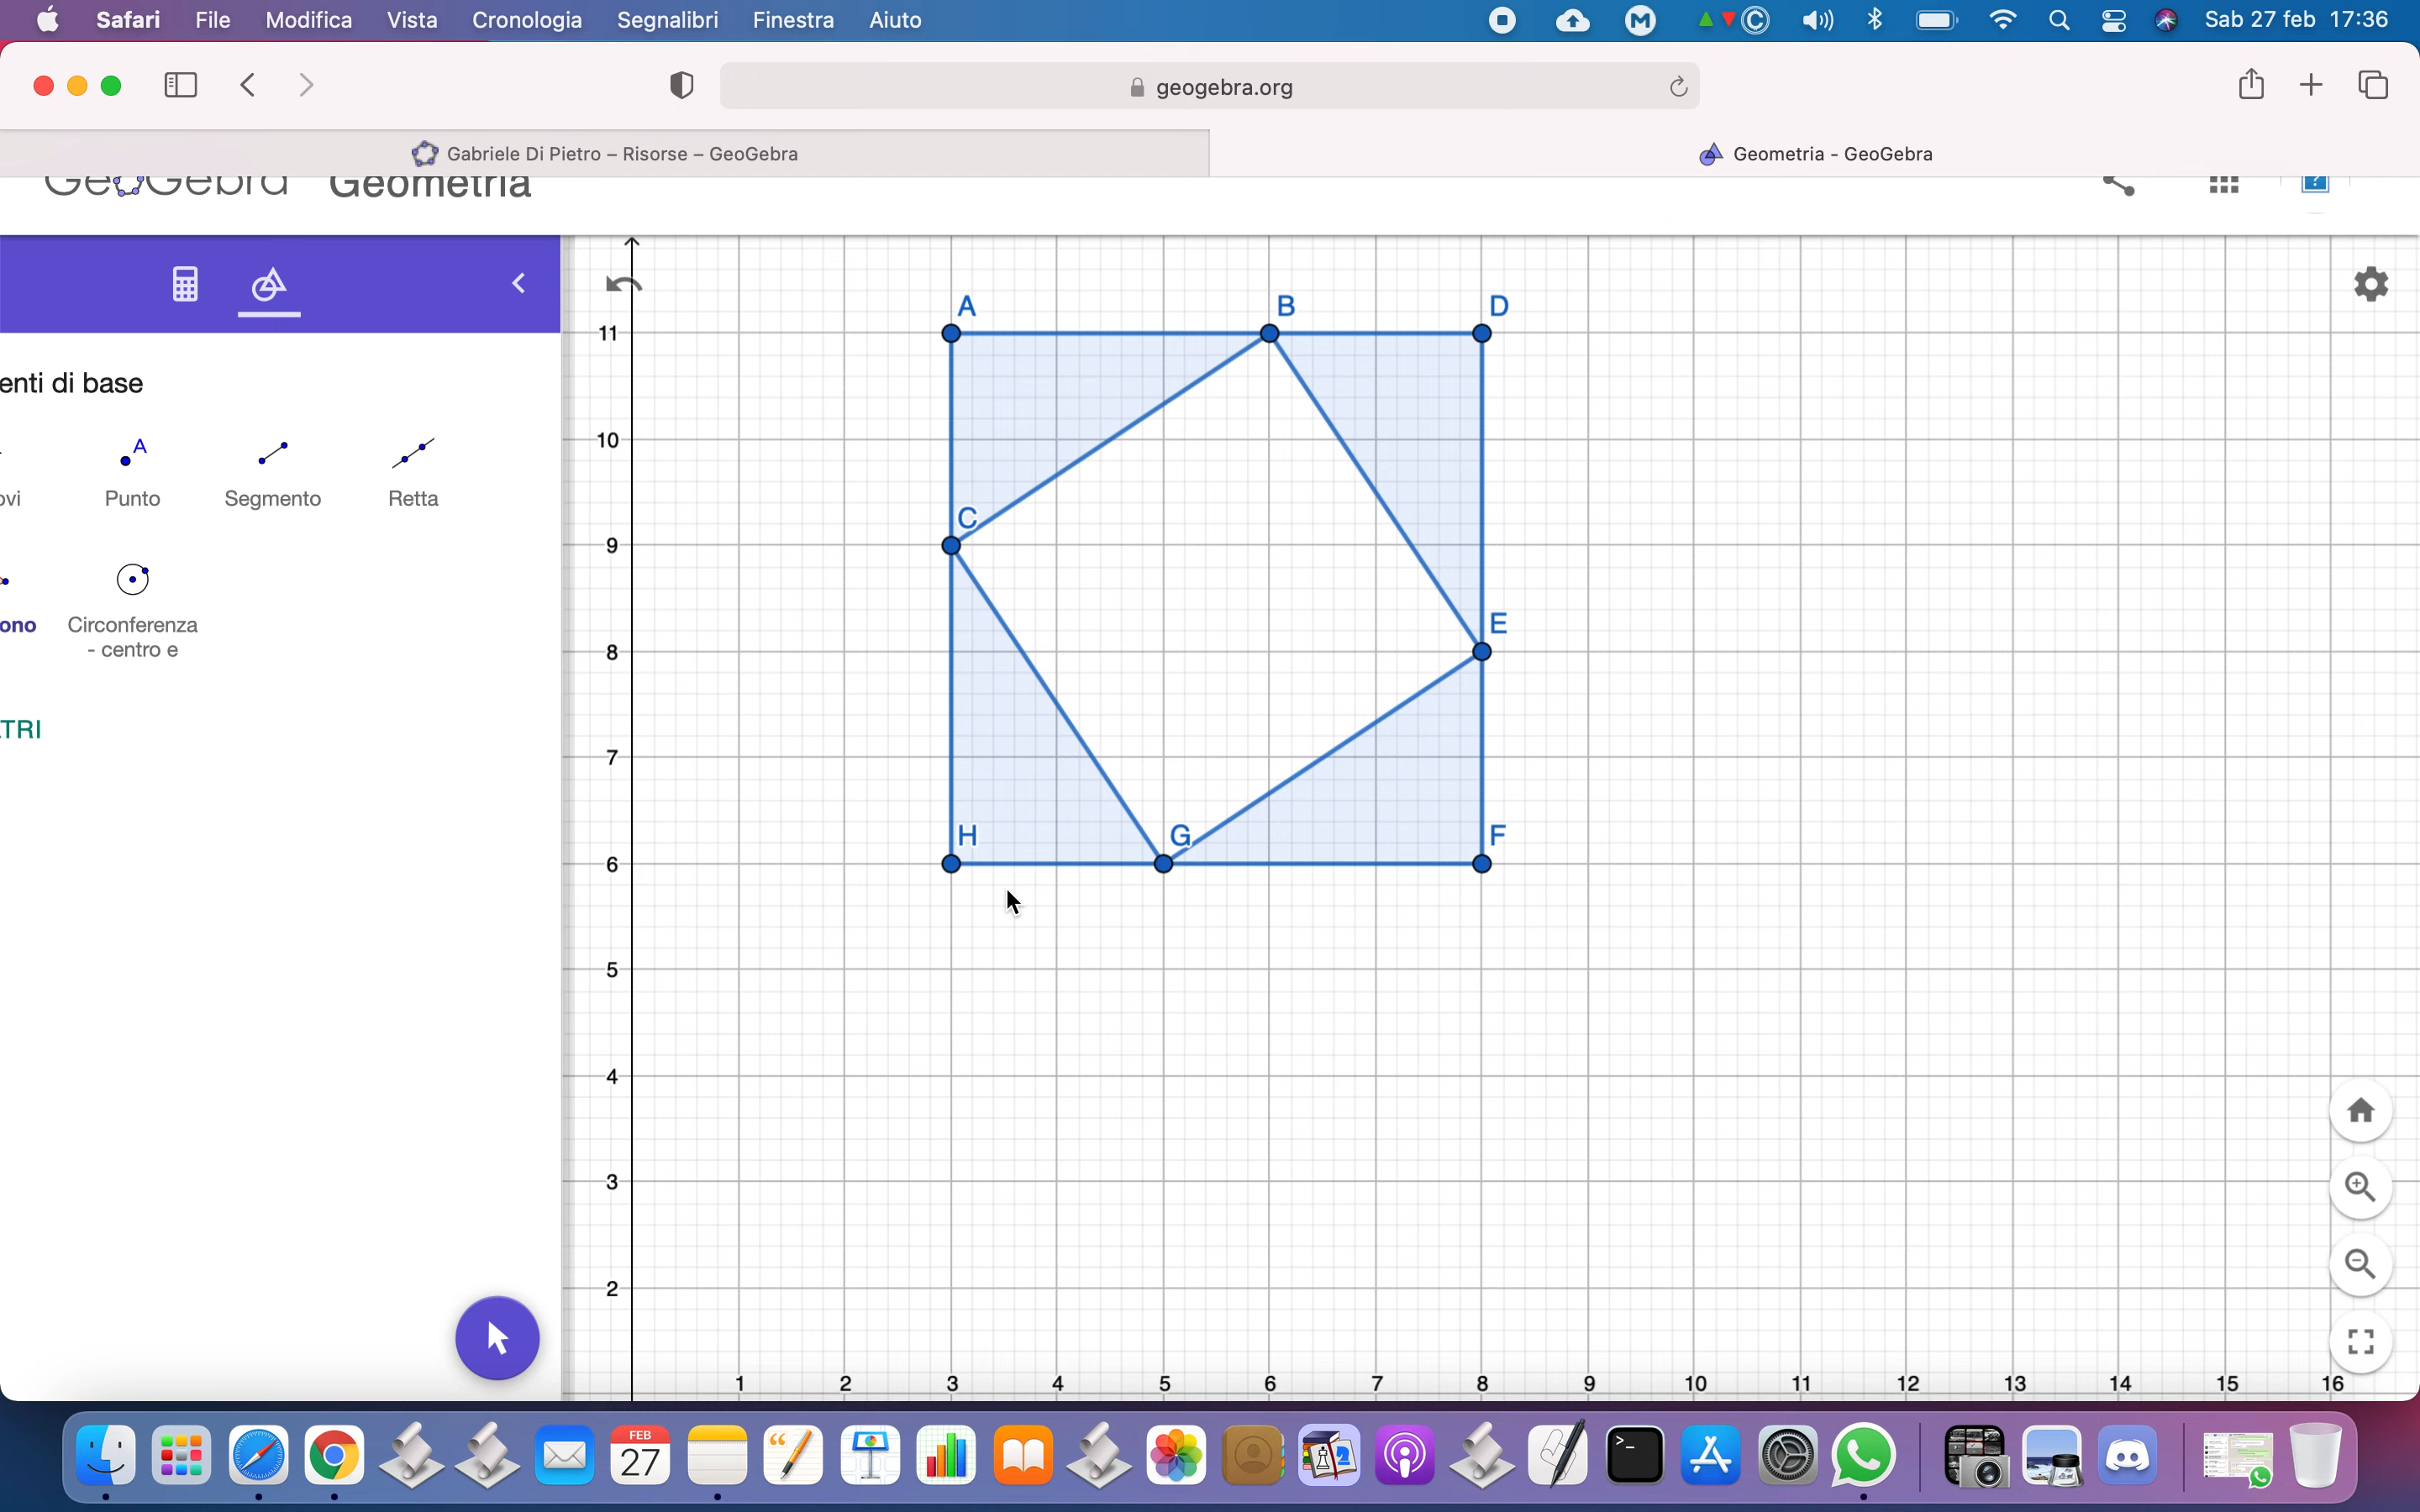 Safari File Modifica Vista Cronologia Segnalibri Finestra Aiuto
Sab 27 feb 17:36
geogebra.org
Gabriele Di Pietro – Risorse – GeoGebra
Geometria - GeoGebra
GeoGebra Geometria
enti di base
A
Punto
Segmento
Retta
ovi
ono
Circonferenza
- centro e
TRI
A
B
D
C
E
H
G
F
11
10
9
8
7
6
5
4
3
2
1 2 3 4 5 6 7 8 9 10 11 12 13 14 15 16
FEB
27